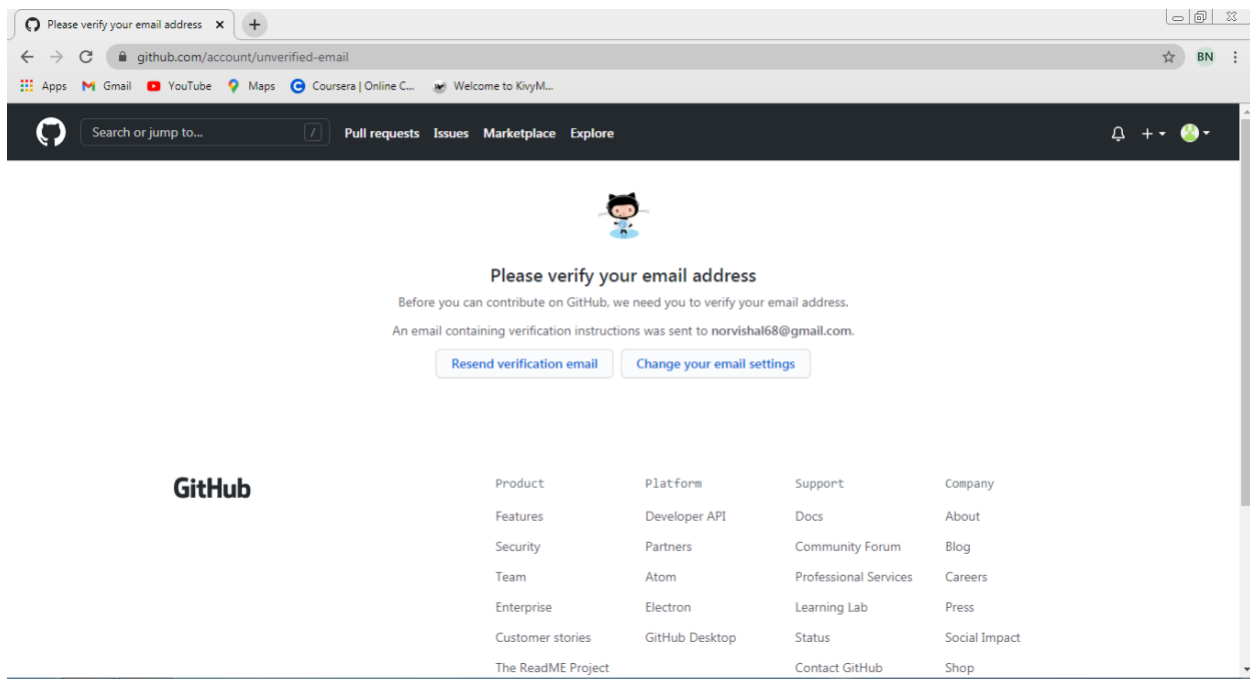 Please verify your email address
github.com/account/unverified-email
BN
Apps Gmail YouTube Maps Coursera | Online C... Welcome to KivyM...
Search or jump to... / Pull requests Issues Marketplace Explore
Please verify your email address
Before you can contribute on GitHub, we need you to verify your email address.
An email containing verification instructions was sent to norvishal68@gmail.com.
Resend verification email Change your email settings
GitHub
Product Platform Support Company
Features Developer API Docs About
Security Partners Community Forum Blog
Team Atom Professional Services Careers
Enterprise Electron Learning Lab Press
Customer stories GitHub Desktop Status Social Impact
The ReadME Project Contact GitHub Shop